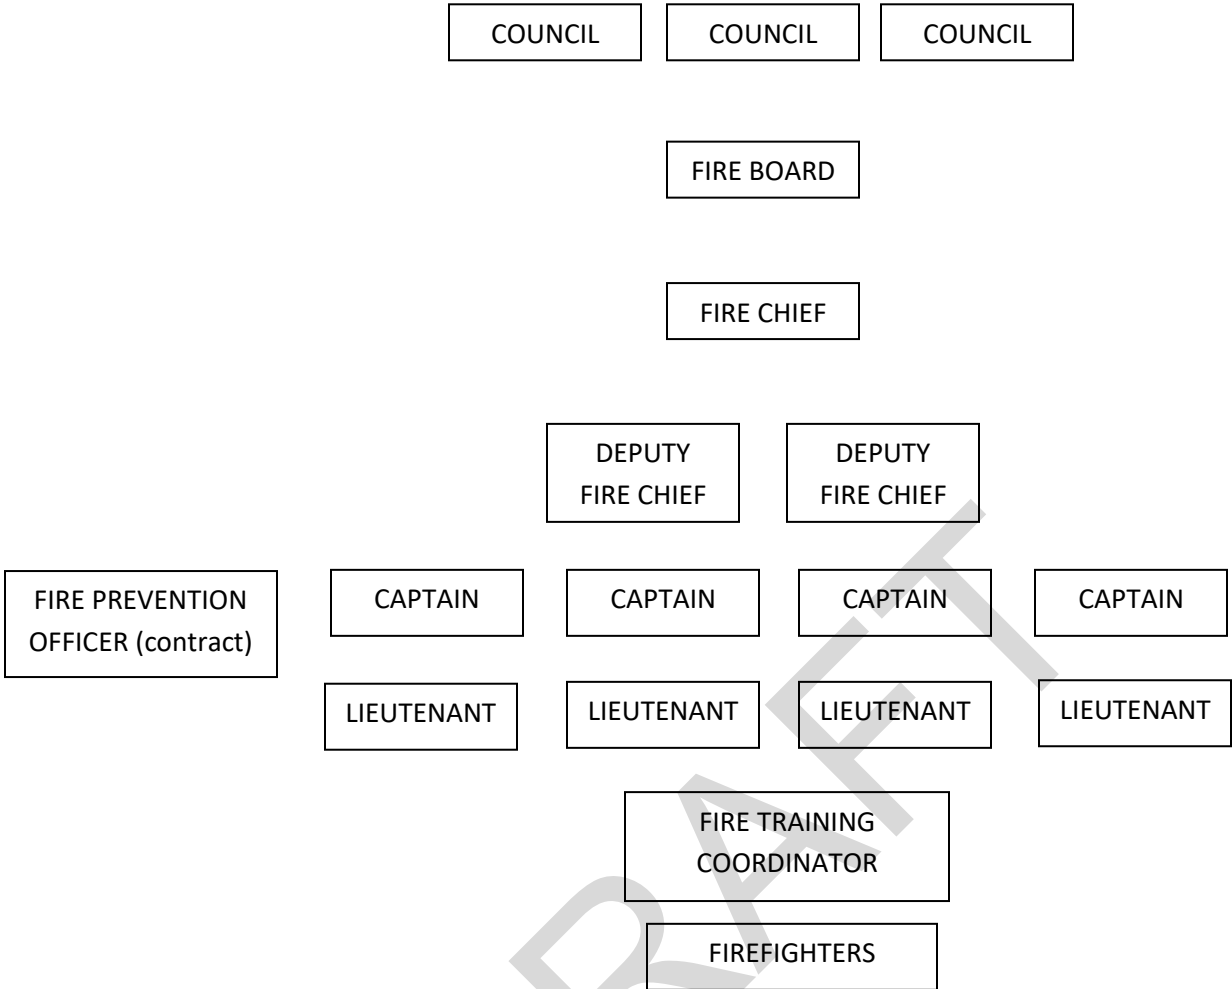 COUNCIL COUNCIL COUNCIL
FIRE BOARD
FIRE CHIEF
DEPUTY
FIRE CHIEF
DEPUTY
FIRE CHIEF
FIRE PREVENTION
OFFICER (contract)
CAPTAIN CAPTAIN CAPTAIN CAPTAIN
LIEUTENANT LIEUTENANT LIEUTENANT LIEUTENANT
FIRE TRAINING
COORDINATOR
FIREFIGHTERS
RAFT